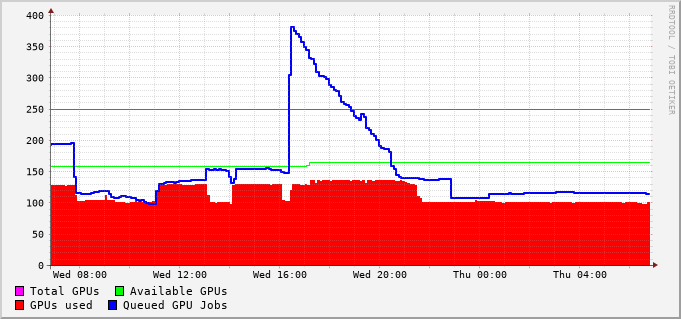 400
350
300
250
200
150
100
50
0
Wed 08:00 Wed 12:00 Wed 16:00 Wed 20:00 Thu 00:00 Thu 04:00
Total GPUs Available GPUs
GPUs used Queued GPU Jobs
RRDTOOL / TOBI OETIKER